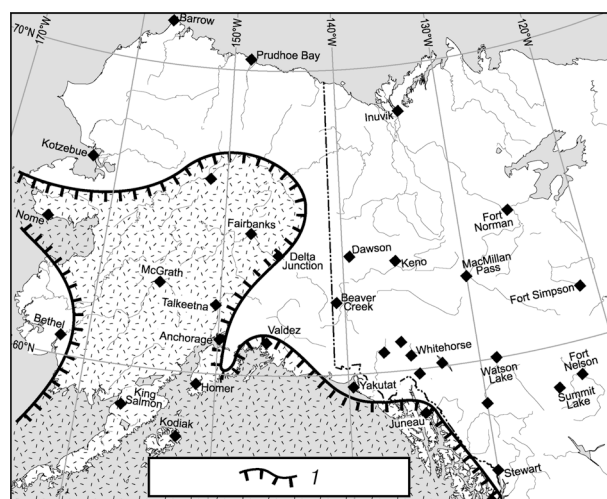 70°N
170°W
Barrow
150°W
Prudhoe Bay
140°W
130°W
120°W
Inuvik
Kotzebue
Nome
Fairbanks
Delta
Junction
Dawson
Keno
Fort
Norman
MacMillan
Pass
McGrath
Talkeetna
Beaver
Creek
Fort Simpson
Bethel
Anchorage
Valdez
60°N
Whitehorse
Watson
Lake
Fort
Nelson
Summit
Lake
King
Salmon
Homer
Yakutat
Kodiak
Juneau
Stewart
1